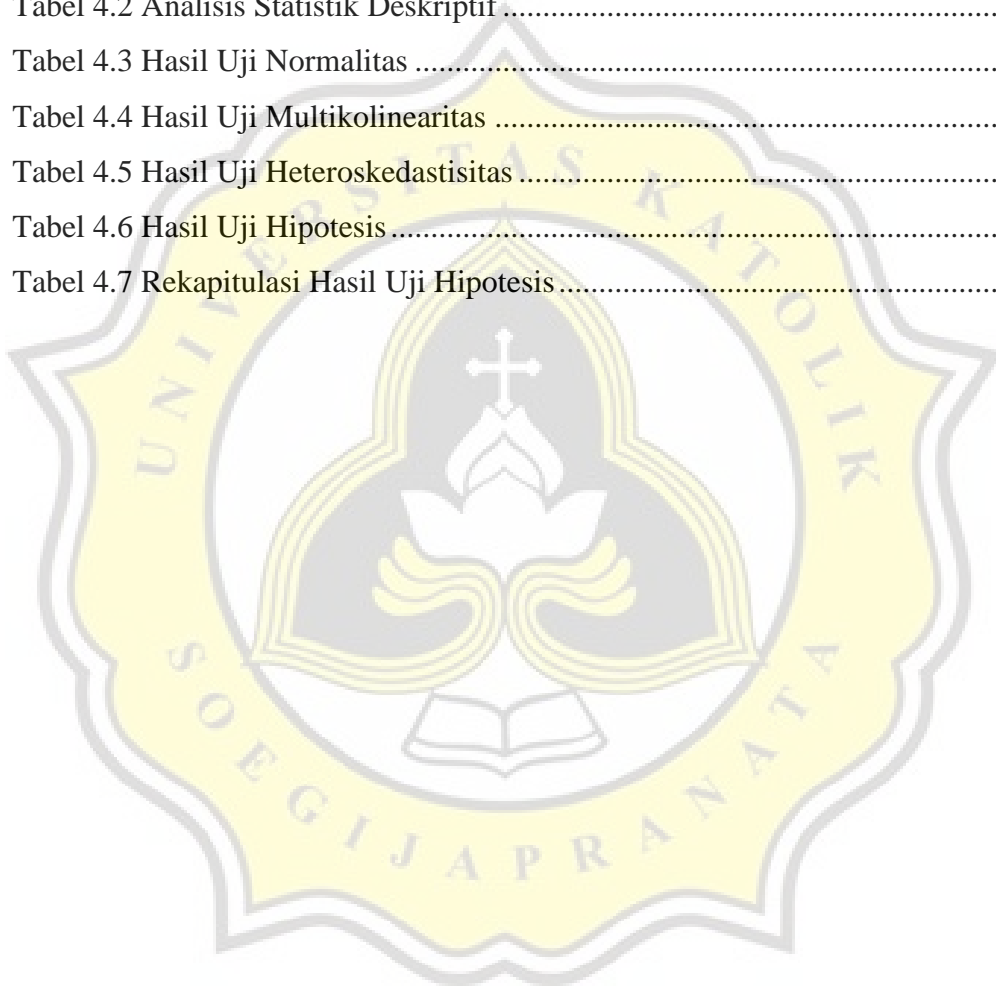 Tabel 4.2 Analisis Statistik Deskriptif ................................................................
Tabel 4.3 Hasil Uji Normalitas ...........................................................................
Tabel 4.4 Hasil Uji Multikolinearitas ................................................................
Tabel 4.5 Hasil Uji Heteroskedastisitas .............................................................
Tabel 4.6 Hasil Uji Hipotesis .............................................................................
Tabel 4.7 Rekapitulasi Hasil Uji Hipotesis ........................................................
UNIVERSITAS KATOLIK
SOEGIJAPRANATA